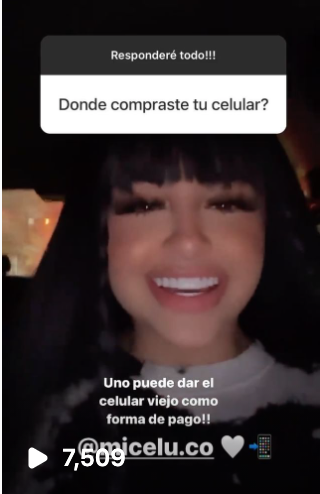 Responderé todo!!!
Donde compraste tu celular?
Uno puede dar el
celular viejo como
forma de pago!!
@micelu.co 🤍📲
7,509